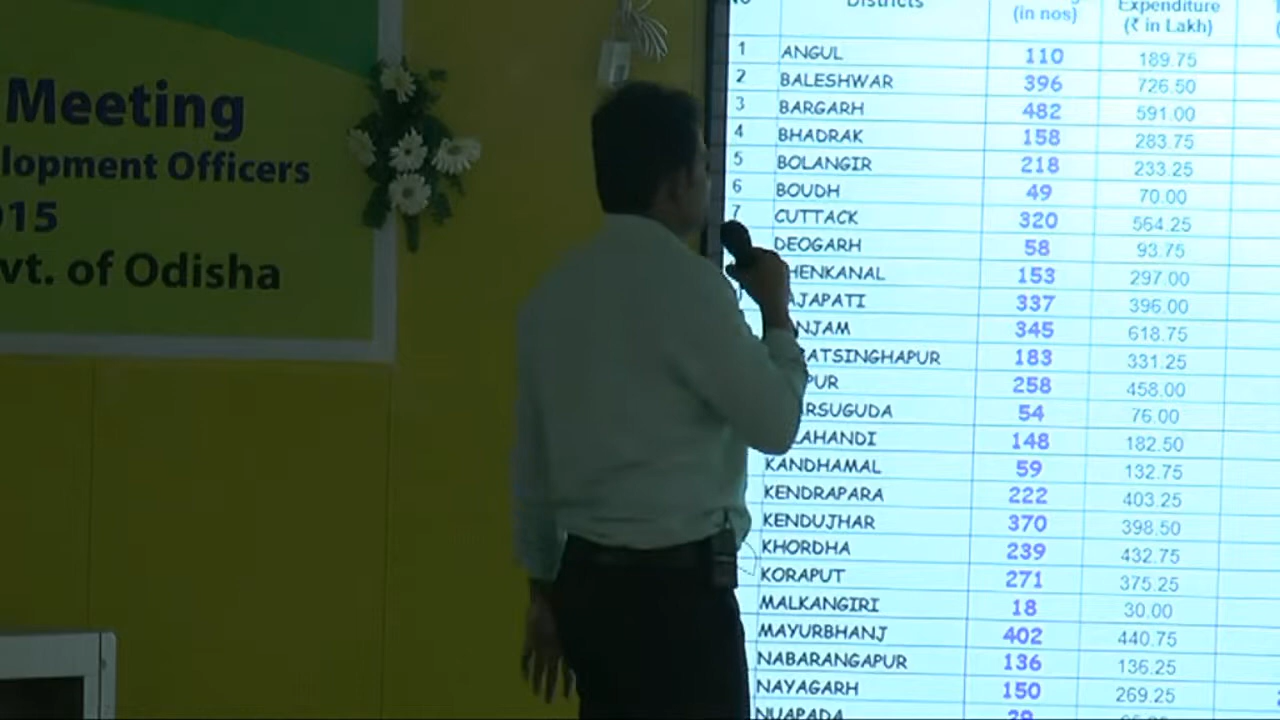 Meeting
lopment Officers
015
vt. of Odisha
Districts
(in nos)
Expenditure
(₹ in Lakh)
1 ANGUL 110 189.75
2 BALESHWAR 396 726.50
3 BARGARH 482 591.00
4 BHADRAK 158 283.75
5 BOLANGIR 218 233.25
6 BOUDH 49 70.00
7 CUTTACK 320 564.25
DEOGARH 58 93.75
HENKANAL 153 297.00
AJAPATI 337 396.00
NJAM 345 618.75
ATSINGHAPUR 183 331.25
PUR 258 458.00
RSUGUDA 54 76.00
LAHANDI 148 182.50
KANDHAMAL 59 132.75
KENDRAPARA 222 403.25
KENDUJHAR 370 398.50
KHORDHA 239 432.75
KORAPUT 271 375.25
MALKANGIRI 18 30.00
MAYURBHANJ 402 440.75
NABARANGAPUR 136 136.25
NAYAGARH 150 269.25
NUAPADA